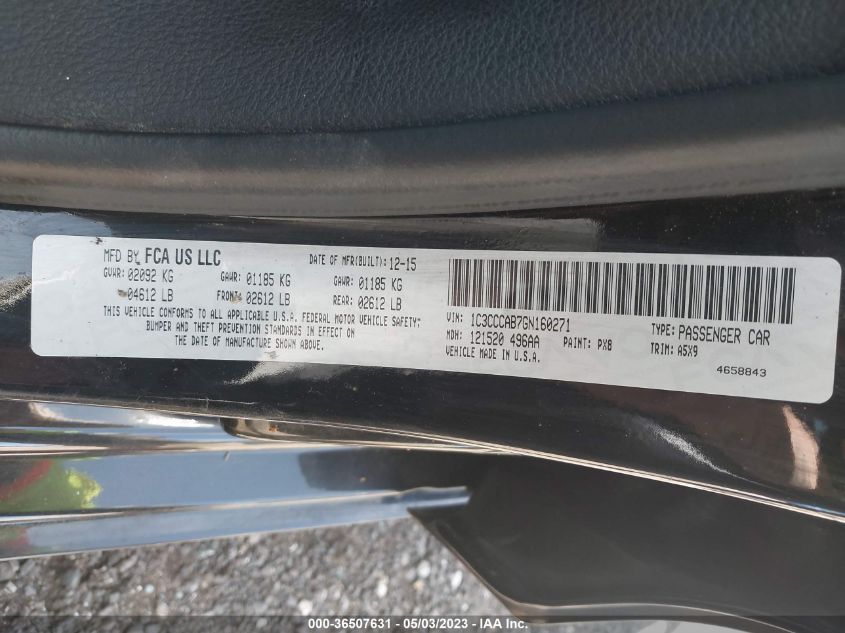 MFD BY FCA US LLC
DATE OF MFR(BUILT): 12-15
GVWR: 02092 KG GAWR: 01185 KG GAWR: 01185 KG
04612 LB FRONT: 02612 LB REAR: 02612 LB
THIS VEHICLE CONFORMS TO ALL APPLICABLE U.S.A. FEDERAL MOTOR VEHICLE SAFETY,
BUMPER AND THEFT PREVENTION STANDARDS IN EFFECT ON
THE DATE OF MANUFACTURE SHOWN ABOVE.
VIN: 1C3CCCAB7GN160271 TYPE: PASSENGER CAR
MDH: 121520 496AA PAINT: PX8 TRIM: A5X9
VEHICLE MADE IN U.S.A.
4658843
000-36507631 - 05/03/2023 - IAAI.com